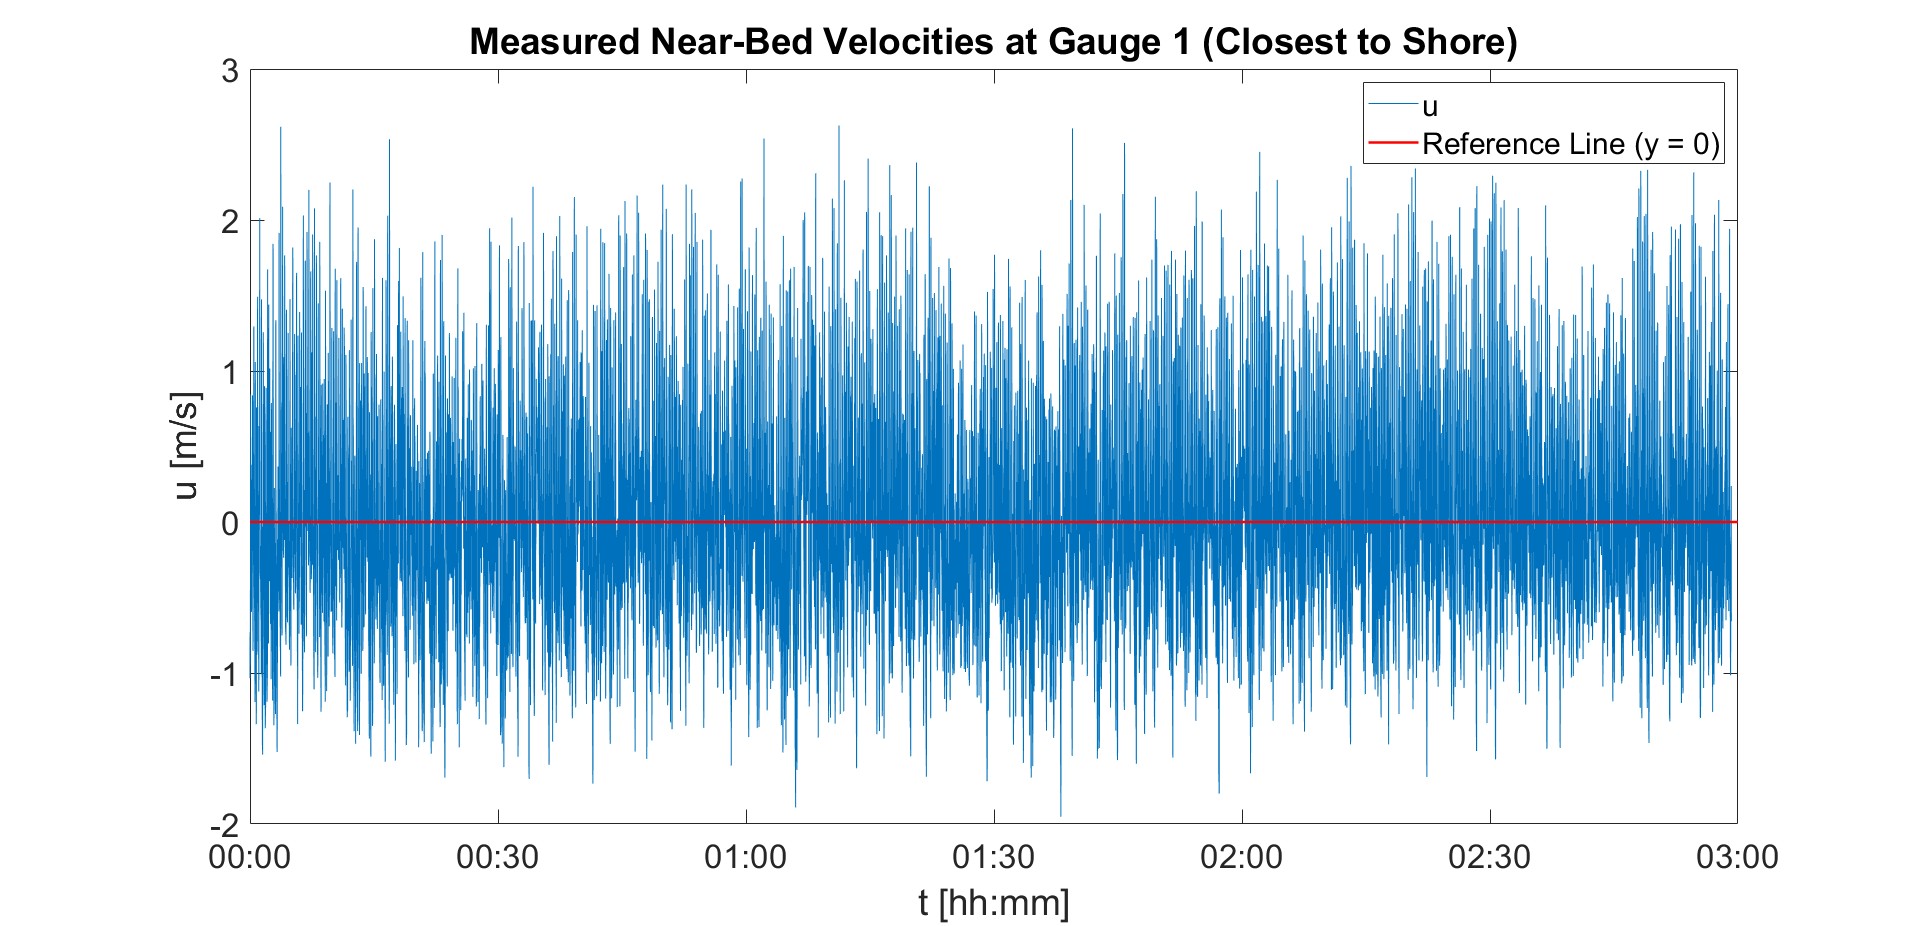 Measured Near-Bed Velocities at Gauge 1 (Closest to Shore)
u
Reference Line (y = 0)
3
2
1
0
-1
-2
u [m/s]
00:00 00:30 01:00 01:30 02:00 02:30 03:00
t [hh:mm]